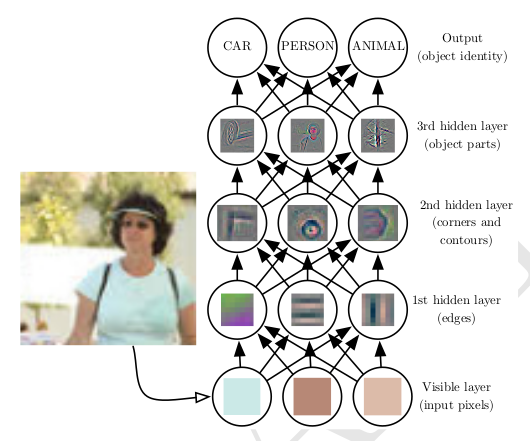 CAR PERSON ANIMAL
Output
(object identity)
3rd hidden layer
(object parts)
2nd hidden layer
(corners and
contours)
1st hidden layer
(edges)
Visible layer
(input pixels)